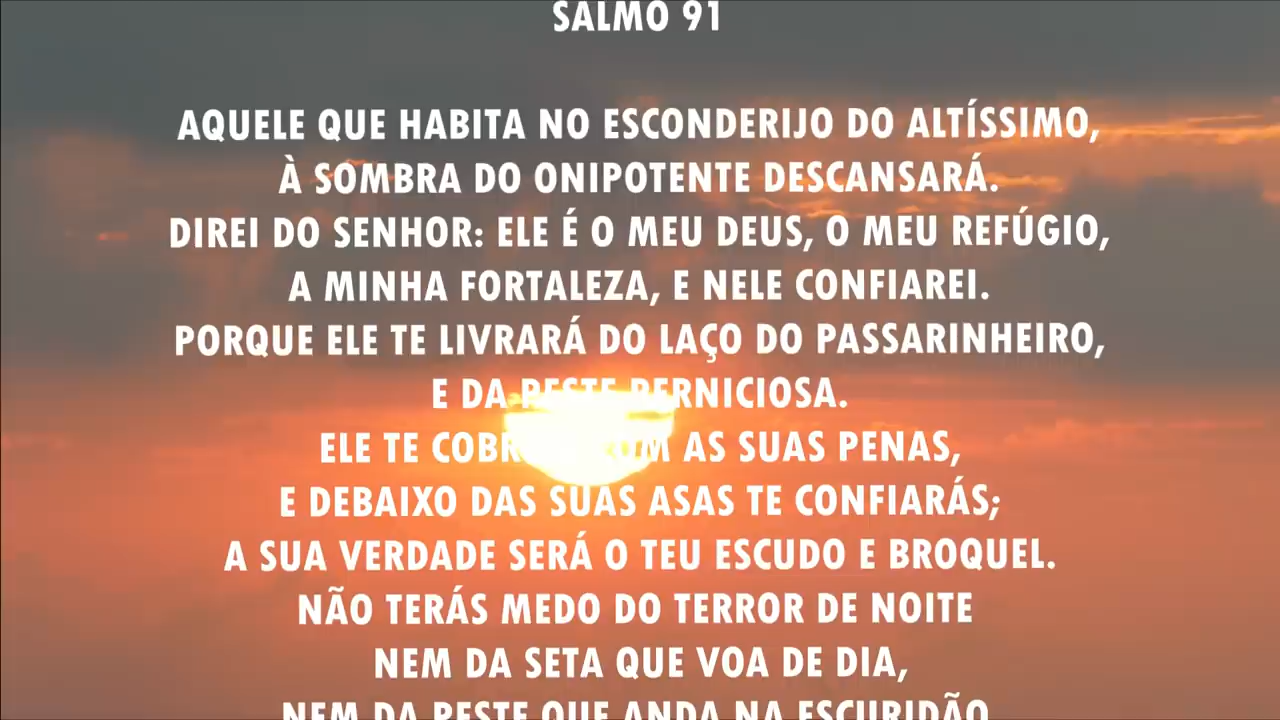 SALMO 91
AQUELE QUE HABITA NO ESCONDERIJO DO ALTÍSSIMO,
À SOMBRA DO ONIPOTENTE DESCANSARÁ.
DIREI DO SENHOR: ELE É O MEU DEUS, O MEU REFÚGIO,
A MINHA FORTALEZA, E NELE CONFIAREI.
PORQUE ELE TE LIVRARÁ DO LAÇO DO PASSARINHEIRO,
E DA PESTE PERNICIOSA.
ELE TE COM AS SUAS PENAS,
E DEBAIXO DAS SUAS ASAS TE CONFIARÁS;
A SUA VERDADE SERÁ O TEU ESCUDO E BROQUEL.
NÃO TERÁS MEDO DO TERROR DE NOITE
NEM DA SETA QUE VOA DE DIA,
NEM DA PESTE QUE ANDA NA ESCURIDÃO